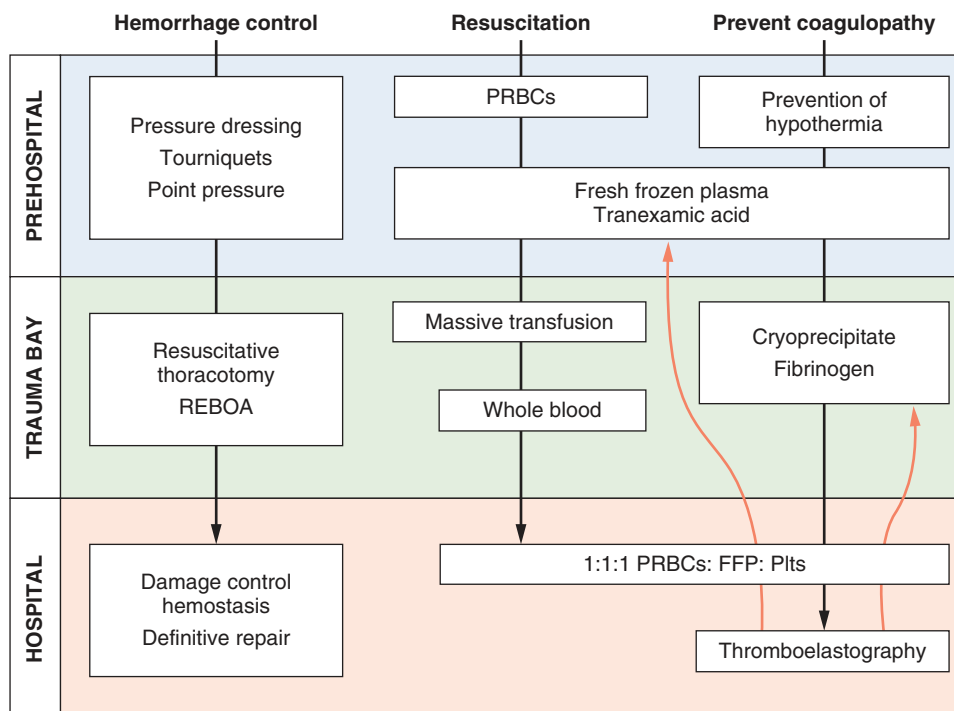 Hemorrhage control
Resuscitation
Prevent coagulopathy
PREHOSPITAL
Pressure dressing
Tourniquets
Point pressure
PRBCs
Prevention of
hypothermia
Fresh frozen plasma
Tranexamic acid
TRAUMA BAY
Resuscitative
thoracotomy
REBOA
Massive transfusion
Whole blood
Cryoprecipitate
Fibrinogen
HOSPITAL
Damage control
hemostasis
Definitive repair
1:1:1 PRBCs: FFP: Plts
Thromboelastography